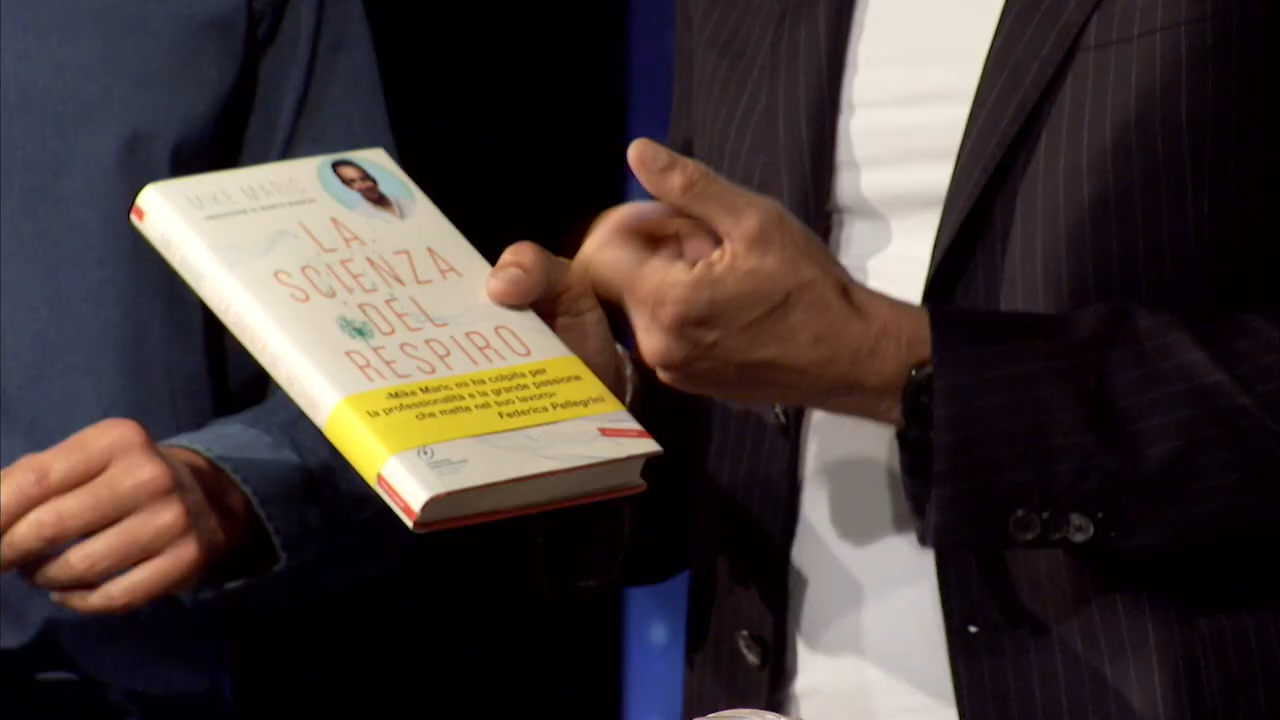 MIKE MARIC
LA
SCIENZA
DEL
RESPIRO
«Mike Maric mi ha colpita per
la professionalità e la grande passione
che mette nel suo lavoro»
Federica Pellegrini